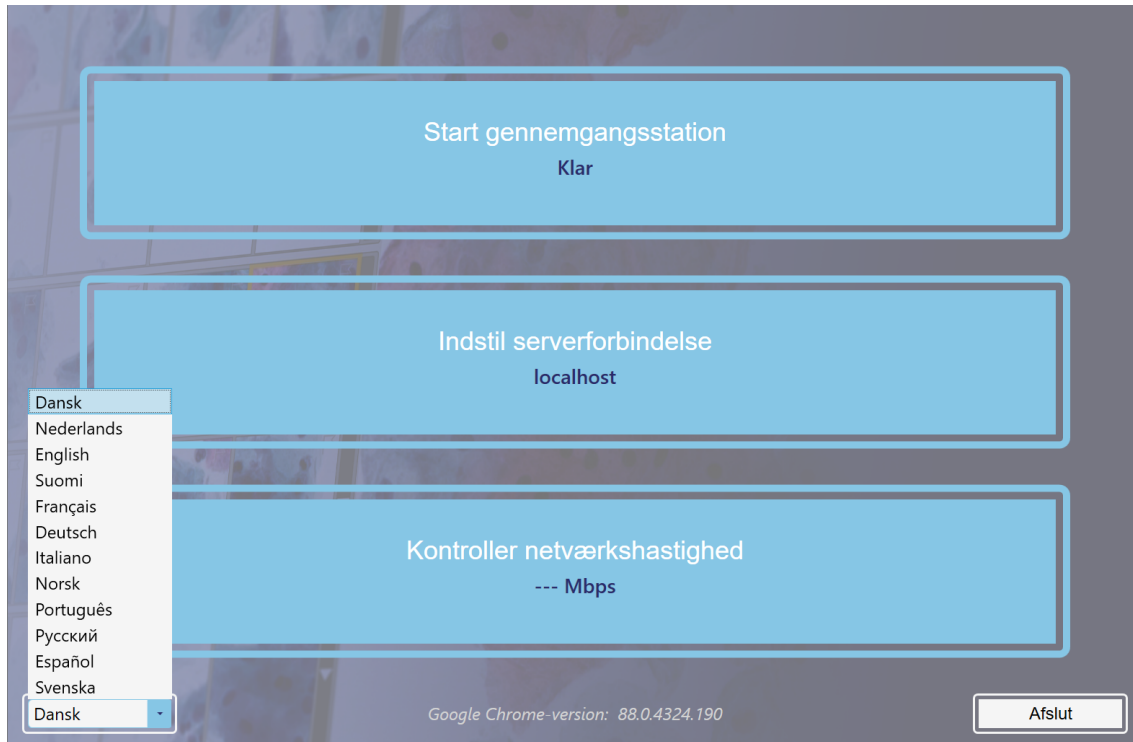 Start gennemgangsstation
Klar
Indstil serverforbindelse
localhost
Kontroller netværkshastighed
--- Mbps
Dansk
Nederlands
English
Suomi
Français
Deutsch
Italiano
Norsk
Português
Русский
Español
Svenska
Dansk
Google Chrome-version: 88.0.4324.190
Afslut